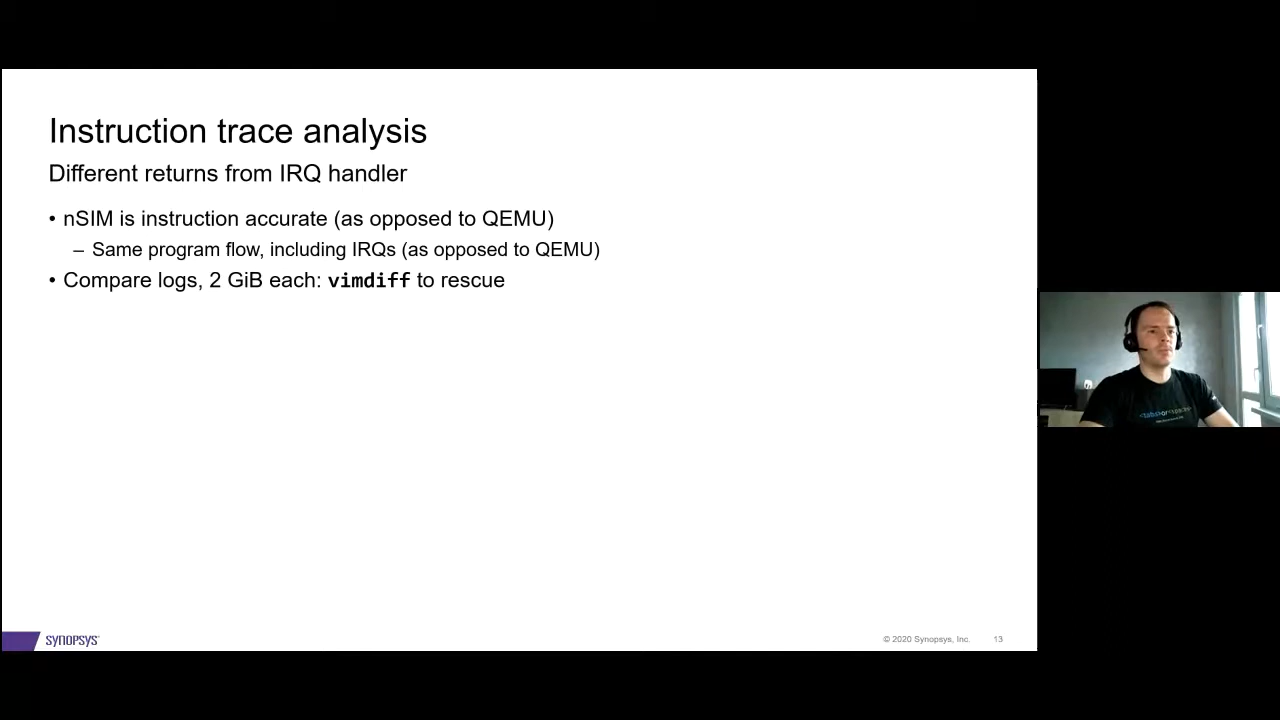 Instruction trace analysis
Different returns from IRQ handler
• nSIM is instruction accurate (as opposed to QEMU)
– Same program flow, including IRQs (as opposed to QEMU)
• Compare logs, 2 GiB each: vimdiff to rescue
SYNOPSYS®
© 2020 Synopsys, Inc. 13